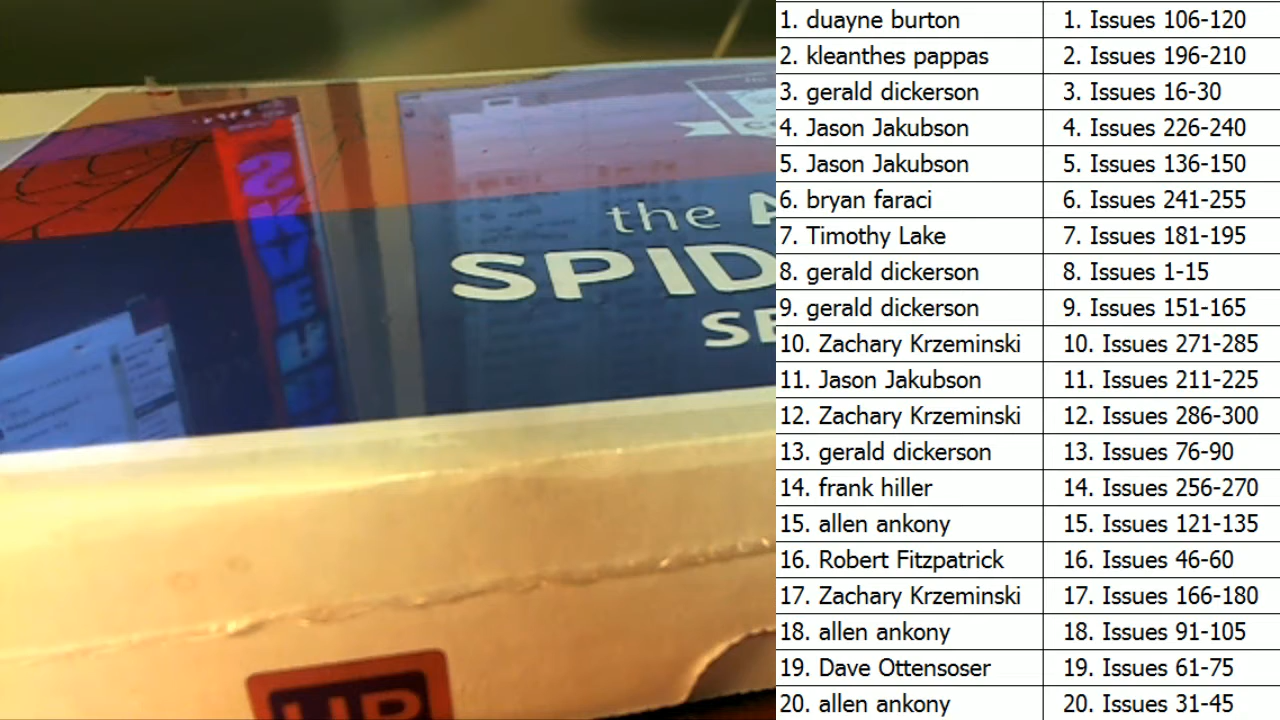 the
SPID
SE
UP
1. duayne burton 1. Issues 106-120
2. kleanthes pappas 2. Issues 196-210
3. gerald dickerson 3. Issues 16-30
4. Jason Jakubson 4. Issues 226-240
5. Jason Jakubson 5. Issues 136-150
6. bryan faraci 6. Issues 241-255
7. Timothy Lake 7. Issues 181-195
8. gerald dickerson 8. Issues 1-15
9. gerald dickerson 9. Issues 151-165
10. Zachary Krzeminski 10. Issues 271-285
11. Jason Jakubson 11. Issues 211-225
12. Zachary Krzeminski 12. Issues 286-300
13. gerald dickerson 13. Issues 76-90
14. frank hiller 14. Issues 256-270
15. allen ankony 15. Issues 121-135
16. Robert Fitzpatrick 16. Issues 46-60
17. Zachary Krzeminski 17. Issues 166-180
18. allen ankony 18. Issues 91-105
19. Dave Ottensoser 19. Issues 61-75
20. allen ankony 20. Issues 31-45